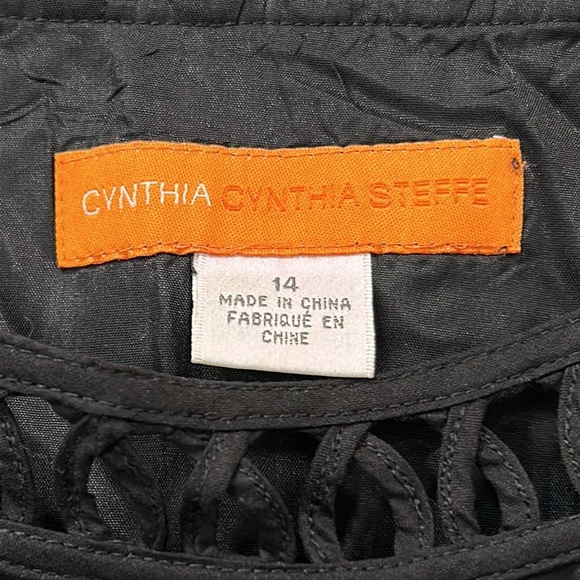 CYNTHIA CYNTHIA STEFFE
14
MADE IN CHINA
FABRIQUÉ EN
CHINE